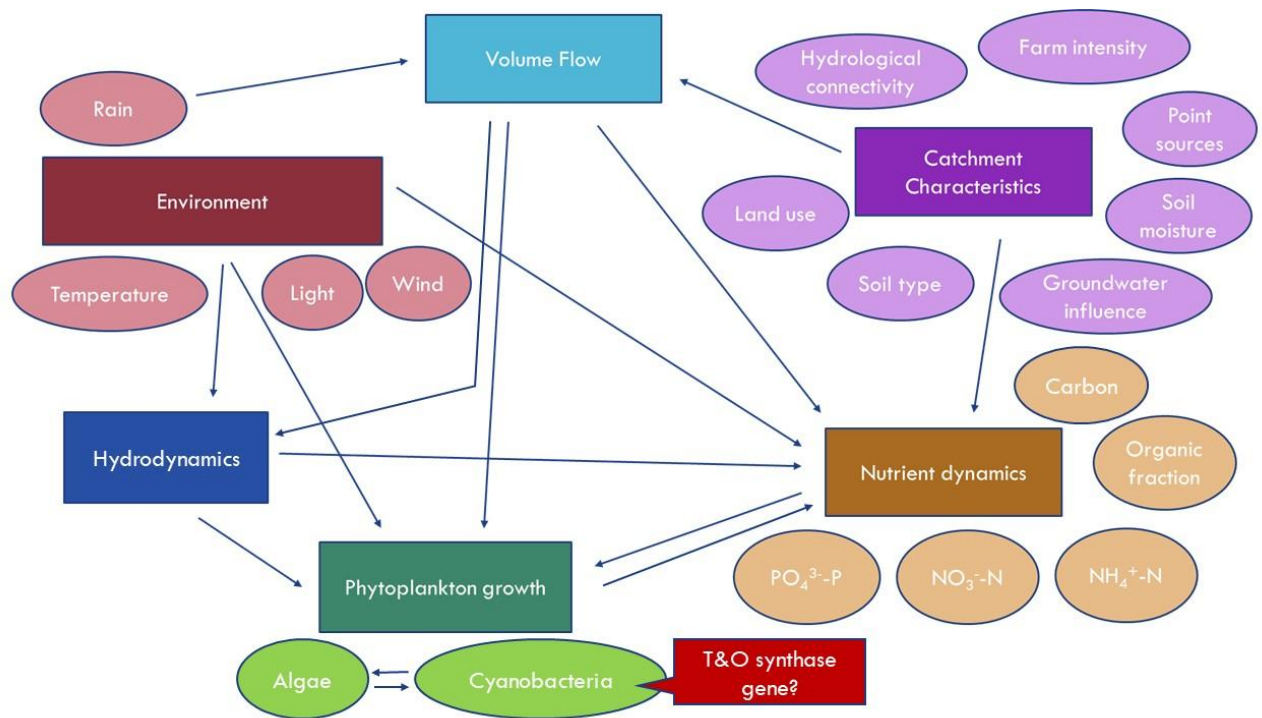 Volume Flow
Hydrological
connectivity
Farm intensity
Rain
Point
sources
Catchment
Characteristics
Environment
Land use
Soil
moisture
Temperature
Light
Wind
Soil type
Groundwater
influence
Carbon
Hydrodynamics
Nutrient dynamics
Organic
fraction
Phytoplankton growth
PO₄³⁻-P
NO₃⁻-N
NH₄⁺-N
Algae
Cyanobacteria
T&O synthase
gene?